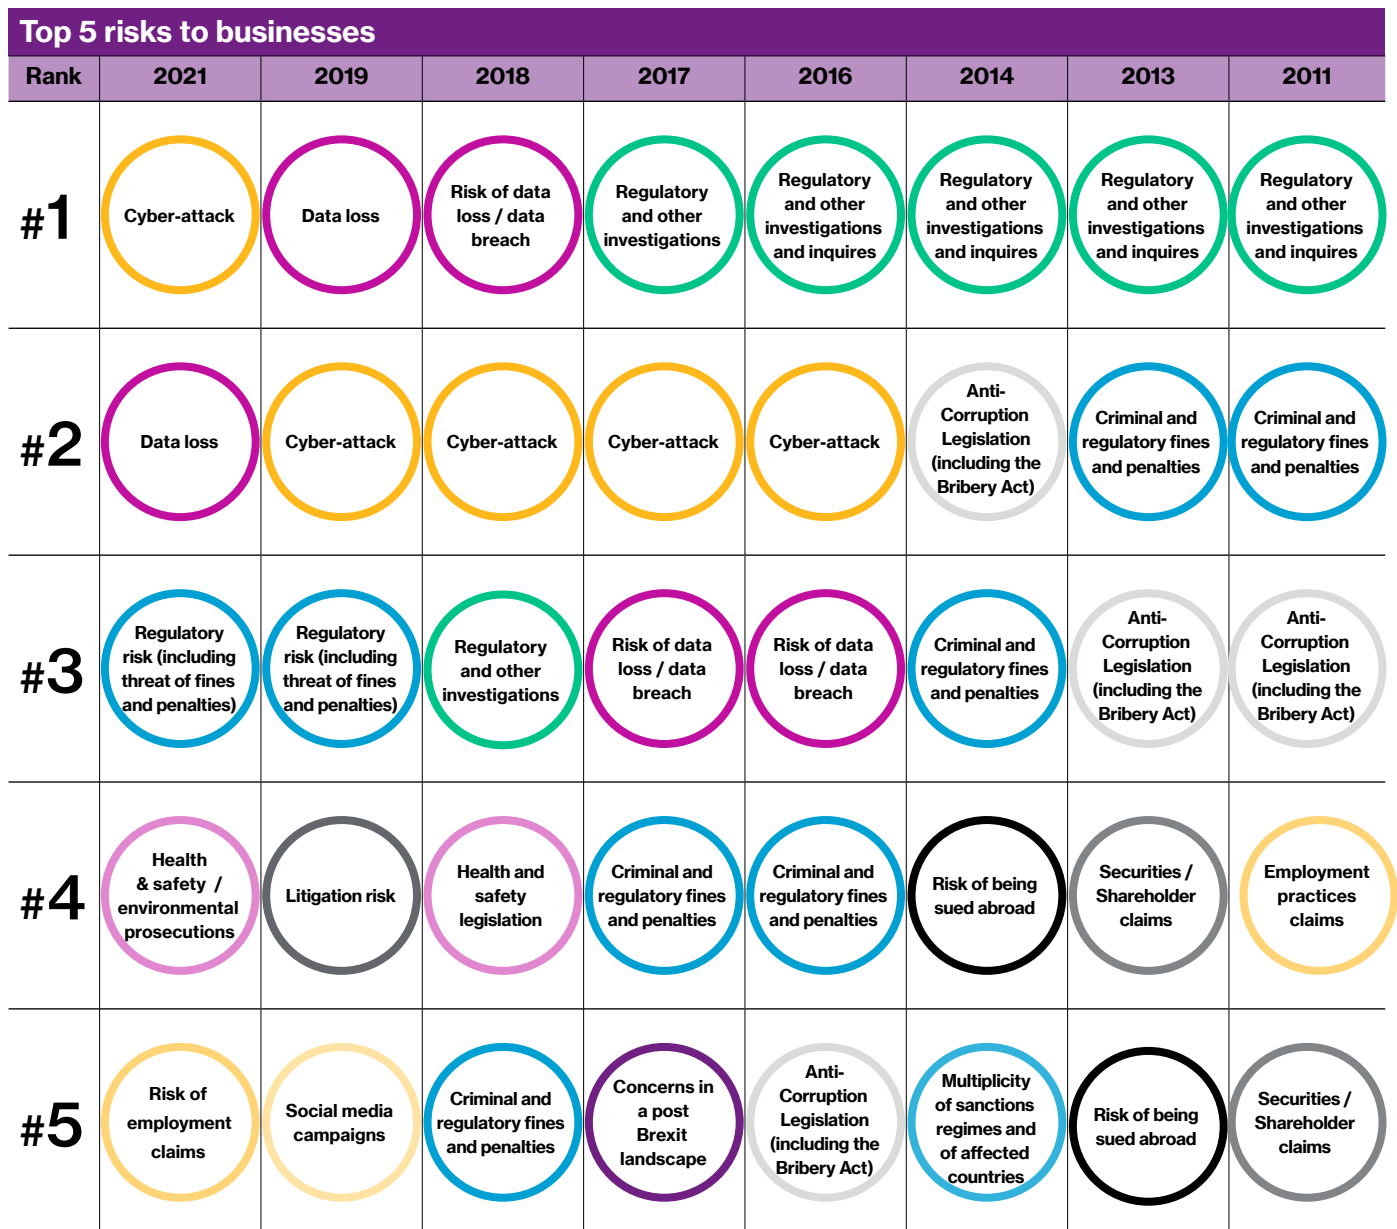 Top 5 risks to businesses
Rank 2021 2019 2018 2017 2016 2014 2013 2011
#1
Cyber-attack
Data loss
Risk of data
loss / data
breach
Regulatory
and other
investigations
Regulatory
and other
investigations
and inquires
Regulatory
and other
investigations
and inquires
Regulatory
and other
investigations
and inquires
Regulatory
and other
investigations
and inquires
#2
Data loss
Cyber-attack
Cyber-attack
Cyber-attack
Cyber-attack
Anti-
Corruption
Legislation
(including the
Bribery Act)
Criminal and
regulatory fines
and penalties
Criminal and
regulatory fines
and penalties
#3
Regulatory
risk (including
threat of fines
and penalties)
Regulatory
risk (including
threat of fines
and penalties)
Regulatory
and other
investigations
Risk of data
loss / data
breach
Risk of data
loss / data
breach
Criminal and
regulatory fines
and penalties
Anti-
Corruption
Legislation
(including the
Bribery Act)
Anti-
Corruption
Legislation
(including the
Bribery Act)
#4
Health
& safety /
environmental
prosecutions
Litigation risk
Health and
safety
legislation
Criminal and
regulatory fines
and penalties
Criminal and
regulatory fines
and penalties
Risk of being
sued abroad
Securities /
Shareholder
claims
Employment
practices
claims
#5
Risk of
employment
claims
Social media
campaigns
Criminal and
regulatory fines
and penalties
Concerns in
a post
Brexit
landscape
Anti-
Corruption
Legislation
(including the
Bribery Act)
Multiplicity
of sanctions
regimes and
of affected
countries
Risk of being
sued abroad
Securities /
Shareholder
claims